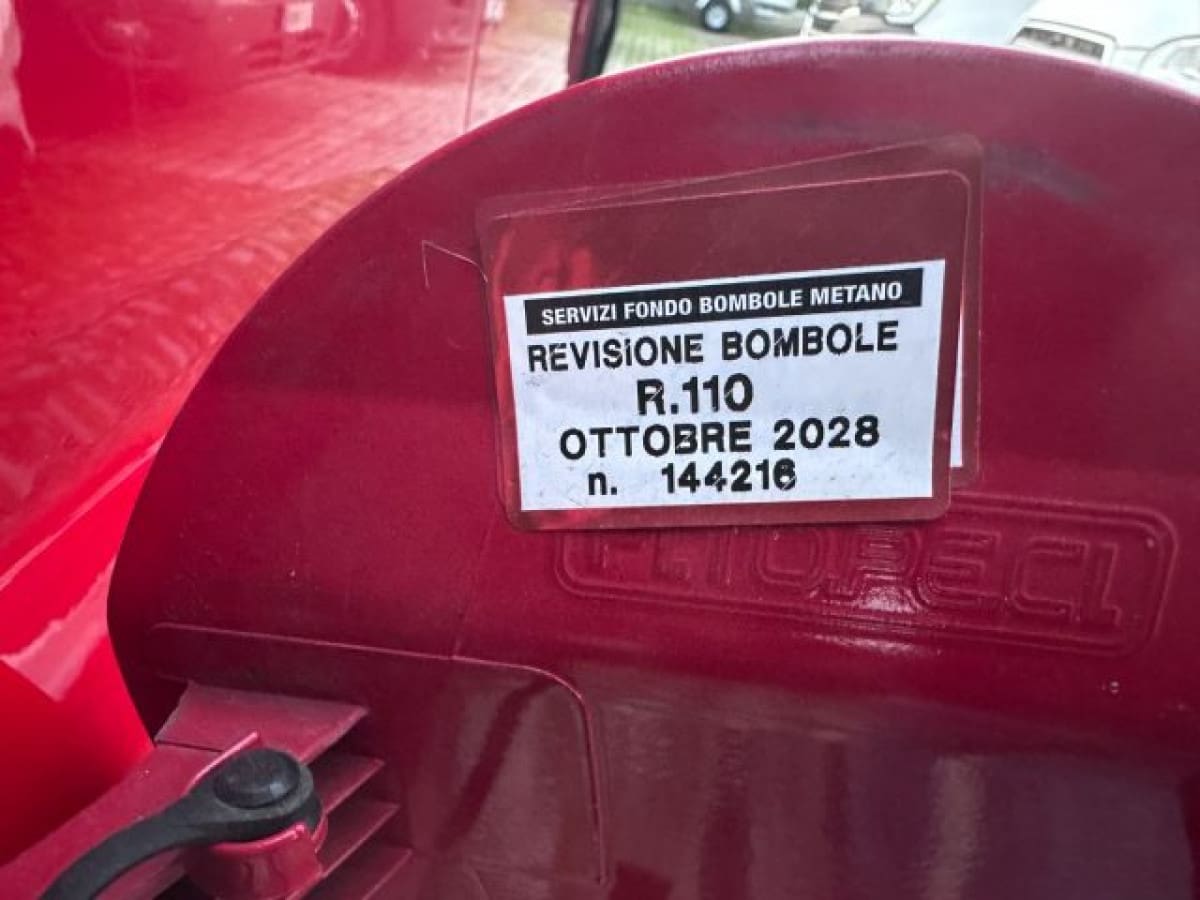 SERVIZI FONDO BOMBOLE METANO
REVISIONE BOMBOLE
R.110
OTTOBRE 2028
n. 144216